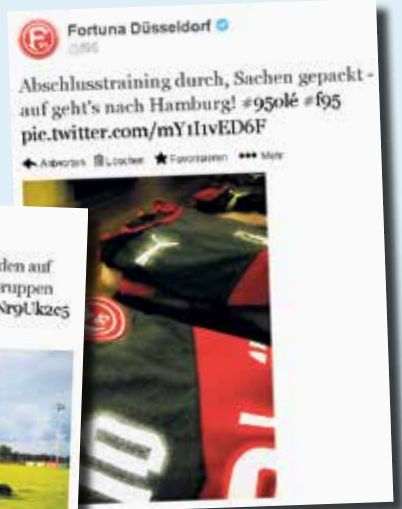 Fortuna Düsseldorf
@f95
Abschlusstraining durch, Sachen gepackt -
auf geht's nach Hamburg! #95olé #f95
pic.twitter.com/mY1I1vED6F
Antworten Löschen Favorisieren Mehr
den auf
ruppen
Nr9Uk2c5